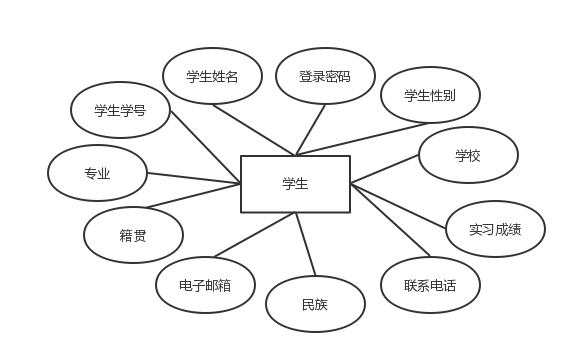 学生姓名
登录密码
学生性别
学生学号
学校
专业
学生
籍贯
实习成绩
电子邮箱
民族
联系电话